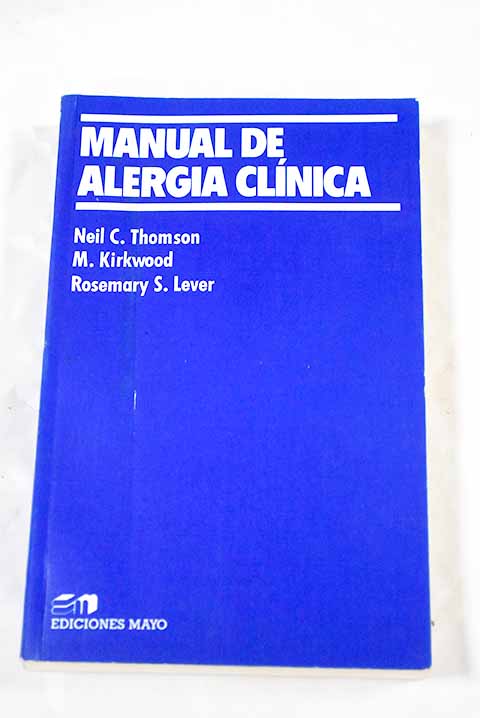 MANUAL DE
ALERGIA CLÍNICA
Neil C. Thomson
M. Kirkwood
Rosemary S. Lever
EDICIONES MAYO